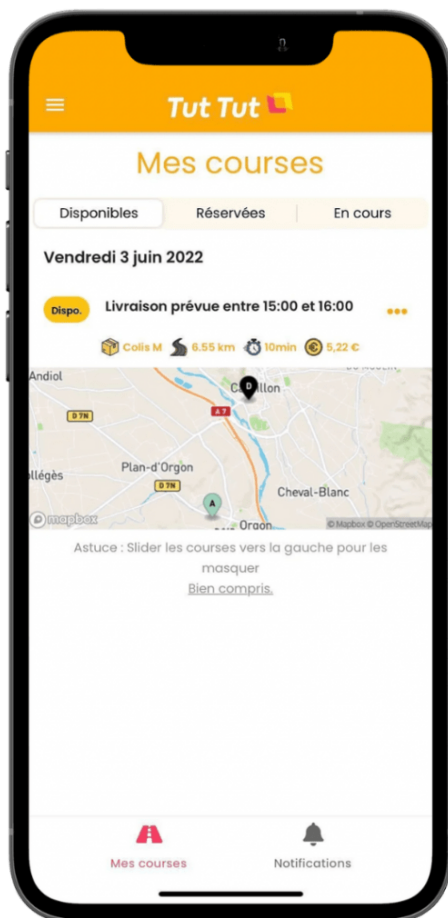 Tut Tut
Mes courses
Disponibles Réservées En cours
Vendredi 3 juin 2022
Dispo. Livraison prévue entre 15:00 et 16:00
Colis M 6.55 km 10min 5,22 €
Andiol
D
D 7N
A 7
llégès
Plan-d'Orgon
D 7N
Cheval-Blanc
A
Orgon
mapbox © Mapbox © OpenStreetMap
Astuce : Slider les courses vers la gauche pour les
masquer
Bien compris.
Mes courses Notifications